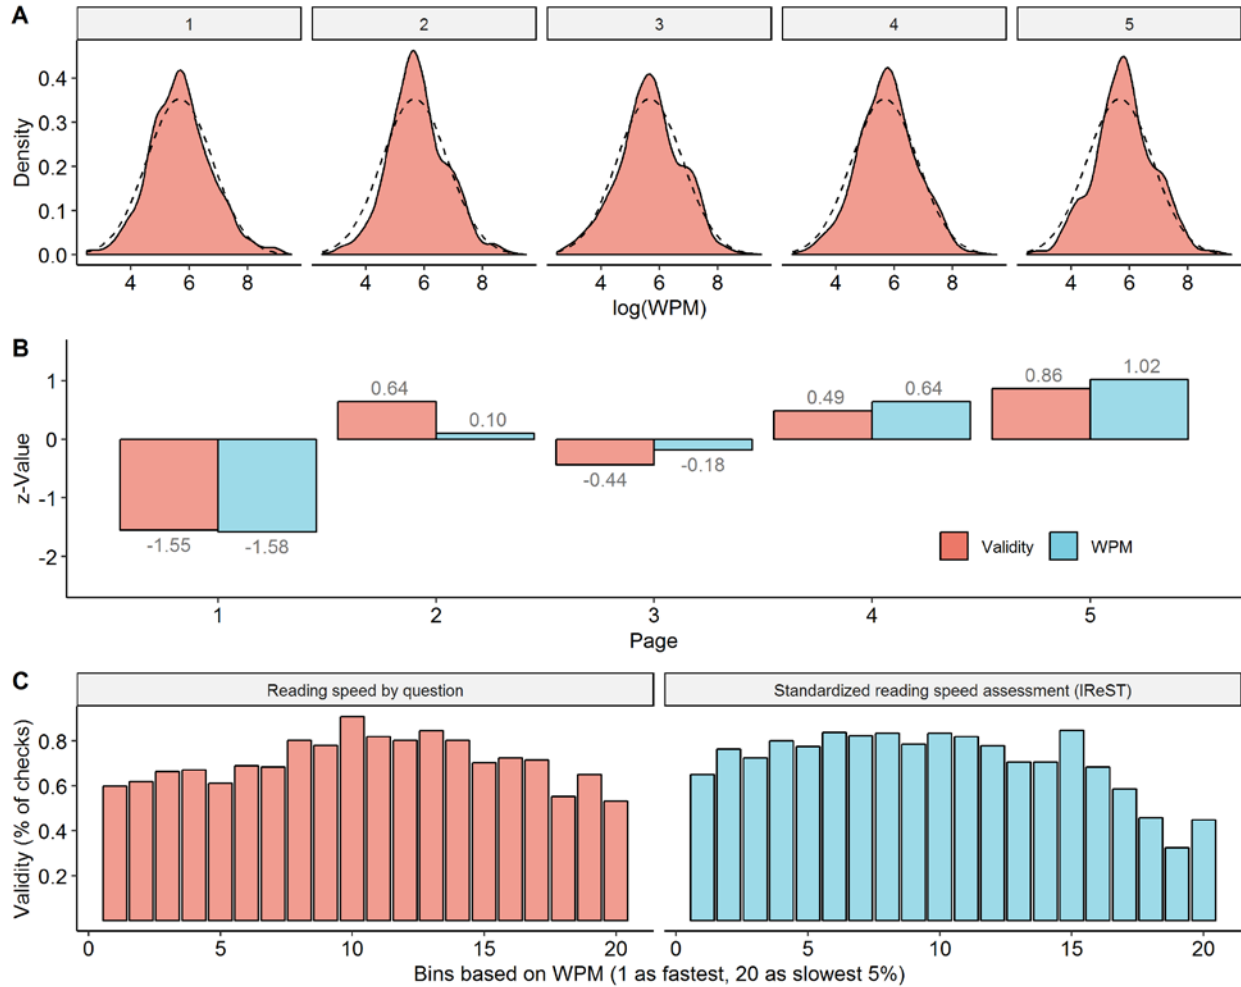 A
1 2 3 4 5
Density
0.4
0.3
0.2
0.1
0.0
4 6 8 4 6 8 4 6 8 4 6 8 4 6 8
log(WPM)
B
z-Value
1
0
-1
-2
0.64 0.10 0.49 0.64 0.86 1.02
-1.55 -1.58 -0.44 -0.18
Validity WPM
1 2 3 4 5
Page
C
Reading speed by question Standardized reading speed assessment (IReST)
Validity (% of checks)
0.8
0.6
0.4
0.2
0 5 10 15 20 0 5 10 15 20
Bins based on WPM (1 as fastest, 20 as slowest 5%)